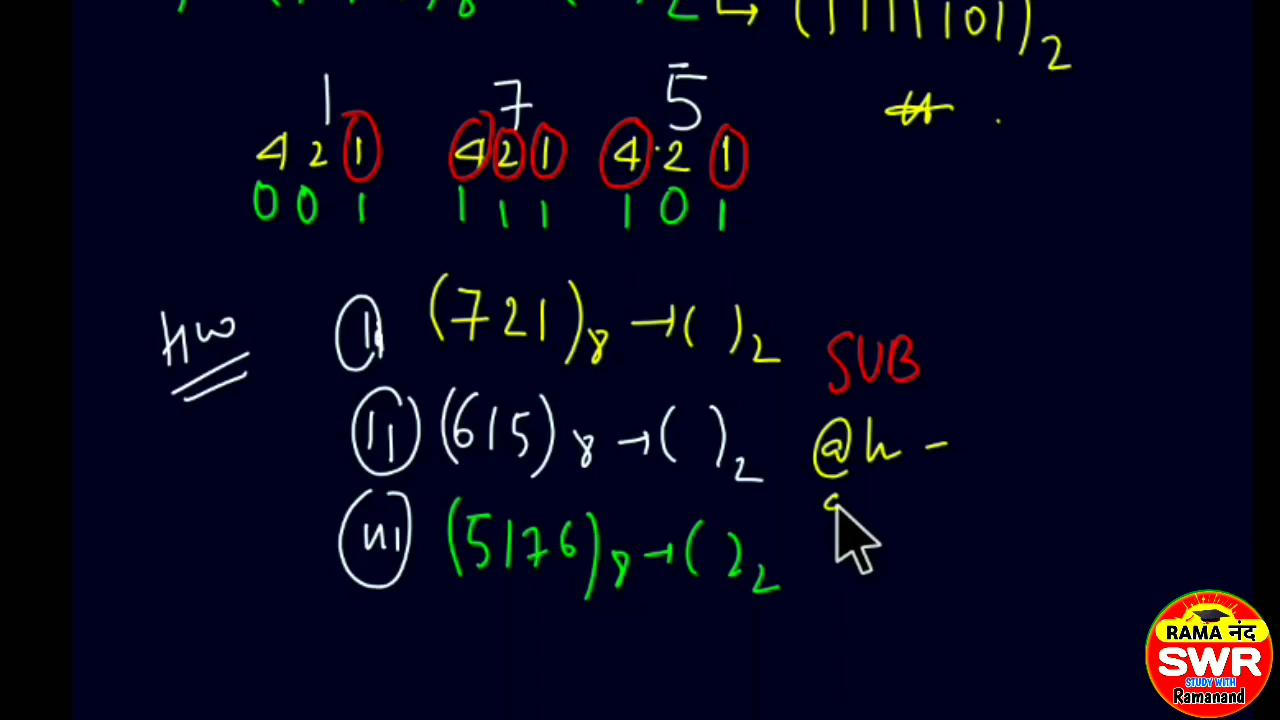 (1111101)₂
1 7 5
4 2 1 4 2 1 4 2 1
0 0 1 1 1 1 1 0 1
HW
(i) (721)₈ → ( )₂
SUB
(ii) (615)₈ → ( )₂
@h -
(iii) (5176)₈ → ( )₂
RAMA नंद
SWR
STUDY WITH
Ramanand